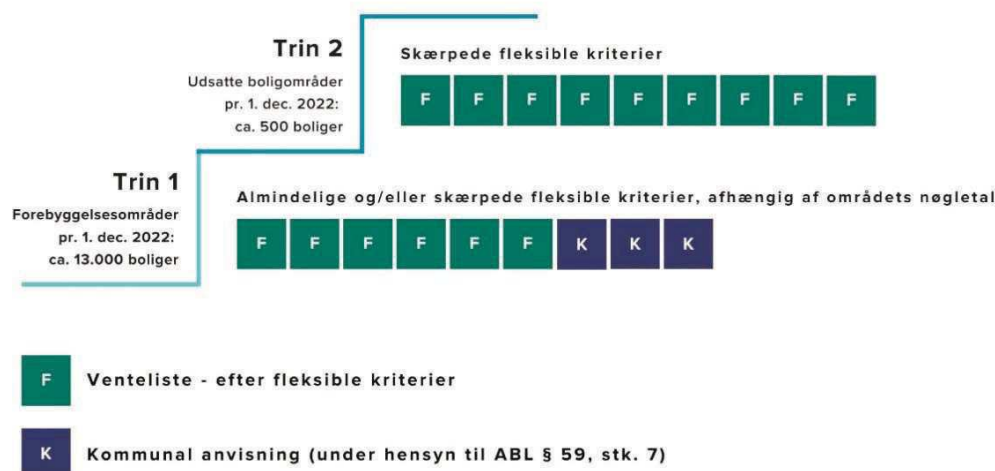 Trin 2
Udsatte boligområder
pr. 1. dec. 2022:
ca. 500 boliger
Skærpede fleksible kriterier
F F F F F F F F F
Trin 1
Forebyggelsesområder
pr. 1. dec. 2022:
ca. 13.000 boliger
Almindelige og/eller skærpede fleksible kriterier, afhængig af områdets nøgletal
F F F F F F K K K
F Venteliste - efter fleksible kriterier
K Kommunal anvisning (under hensyn til ABL § 59, stk. 7)